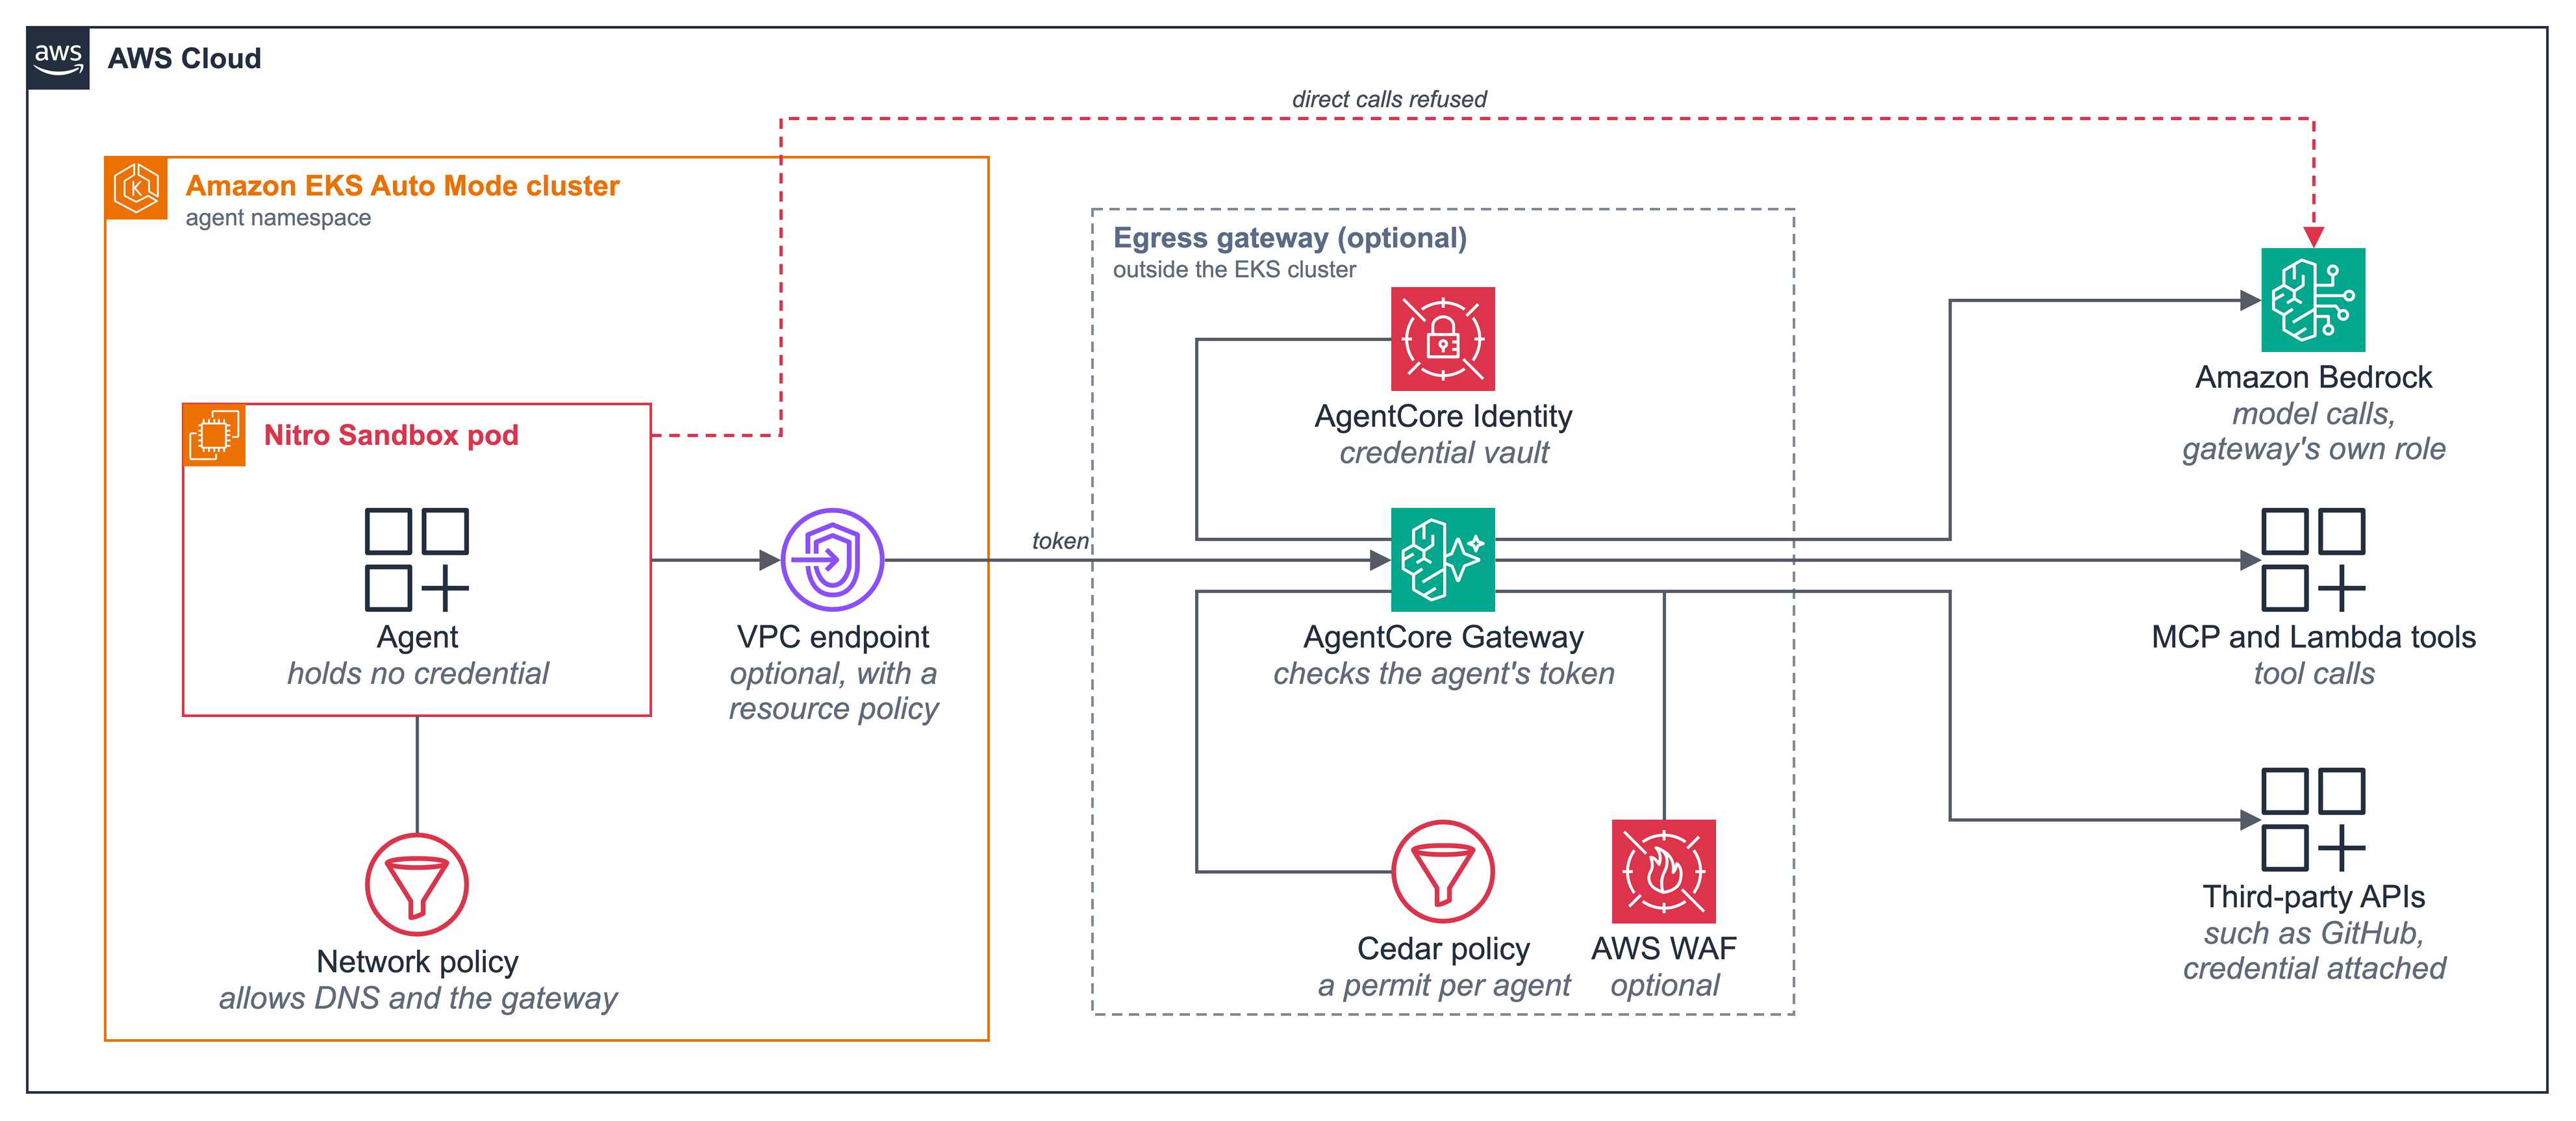 aws
AWS Cloud
direct calls refused
Amazon EKS Auto Mode cluster
agent namespace
K
Egress gateway (optional)
outside the EKS cluster
Nitro Sandbox pod
AgentCore Identity
credential vault
Amazon Bedrock
model calls,
gateway's own role
token
Agent
holds no credential
VPC endpoint
optional, with a
resource policy
AgentCore Gateway
checks the agent's token
MCP and Lambda tools
tool calls
Network policy
allows DNS and the gateway
Cedar policy
a permit per agent
AWS WAF
optional
Third-party APIs
such as GitHub,
credential attached